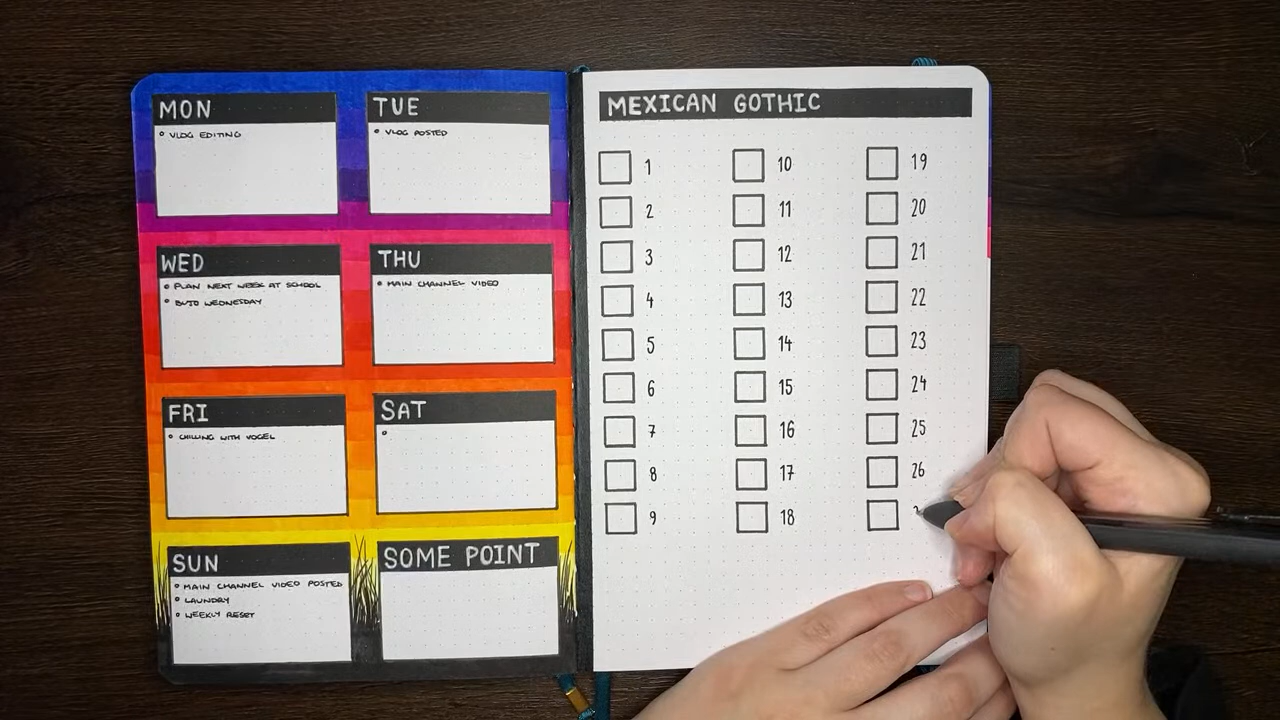 MON
VLOG EDITING
TUE
VLOG POSTED
WED
PLAN NEXT WEEK AT SCHOOL
BUJO WEDNESDAY
THU
MAIN CHANNEL VIDEO
FRI
CHILLING WITH VOGEL
SAT
SUN
MAIN CHANNEL VIDEO POSTED
LAUNDRY
WEEKLY RESET
SOME POINT
MEXICAN GOTHIC
1
2
3
4
5
6
7
8
9
10
11
12
13
14
15
16
17
18
19
20
21
22
23
24
25
26